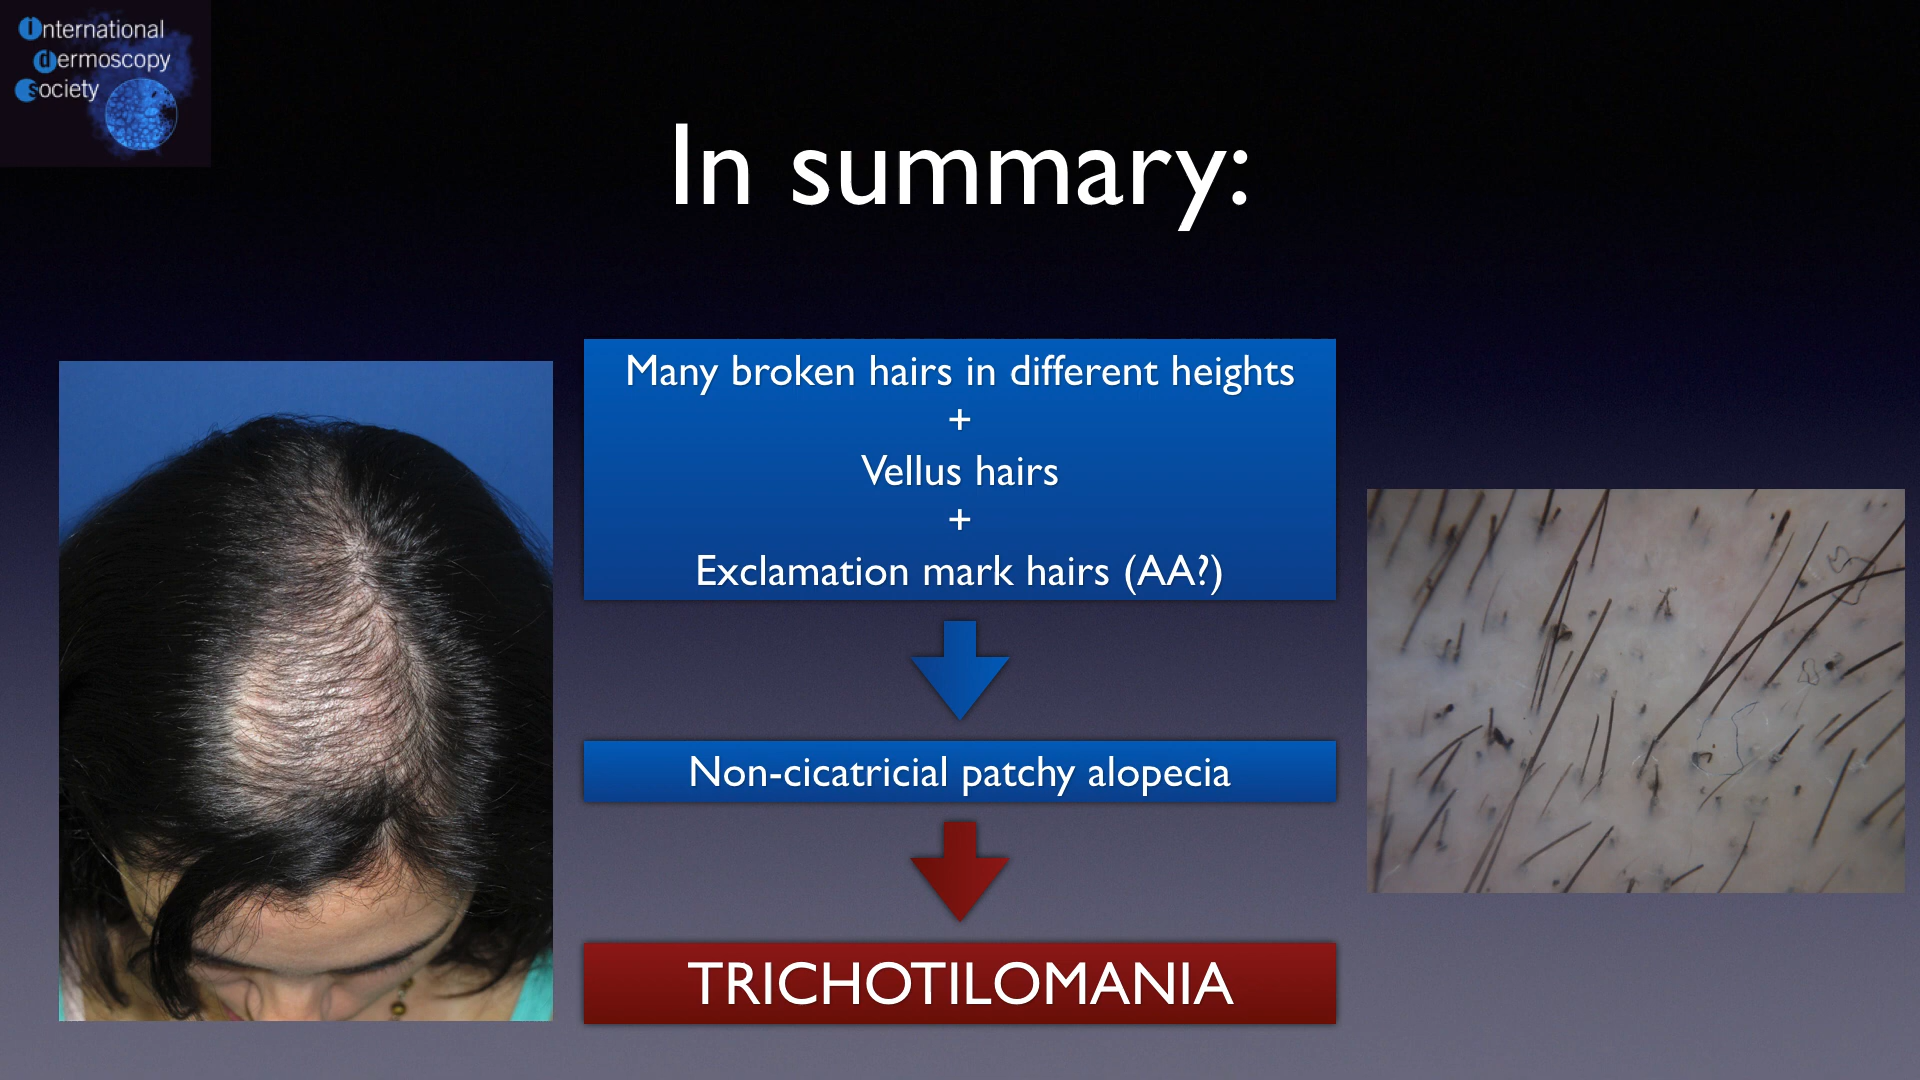 International
dermoscopy
society
In summary:
Many broken hairs in different heights
+
Vellus hairs
+
Exclamation mark hairs (AA?)
Non-cicatricial patchy alopecia
TRICHOTILOMANIA